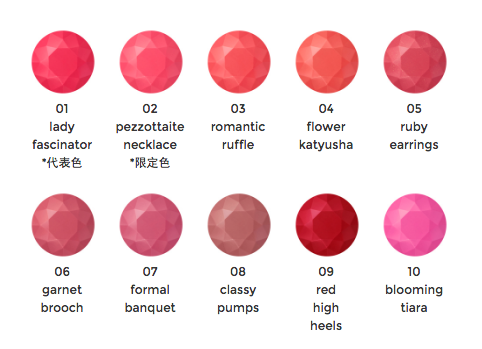 01
lady
fascinator
*代表色
02
pezzottaite
necklace
*限定色
03
romantic
ruffle
04
flower
katyusha
05
ruby
earrings
06
garnet
brooch
07
formal
banquet
08
classy
pumps
09
red
high
heels
10
blooming
tiara